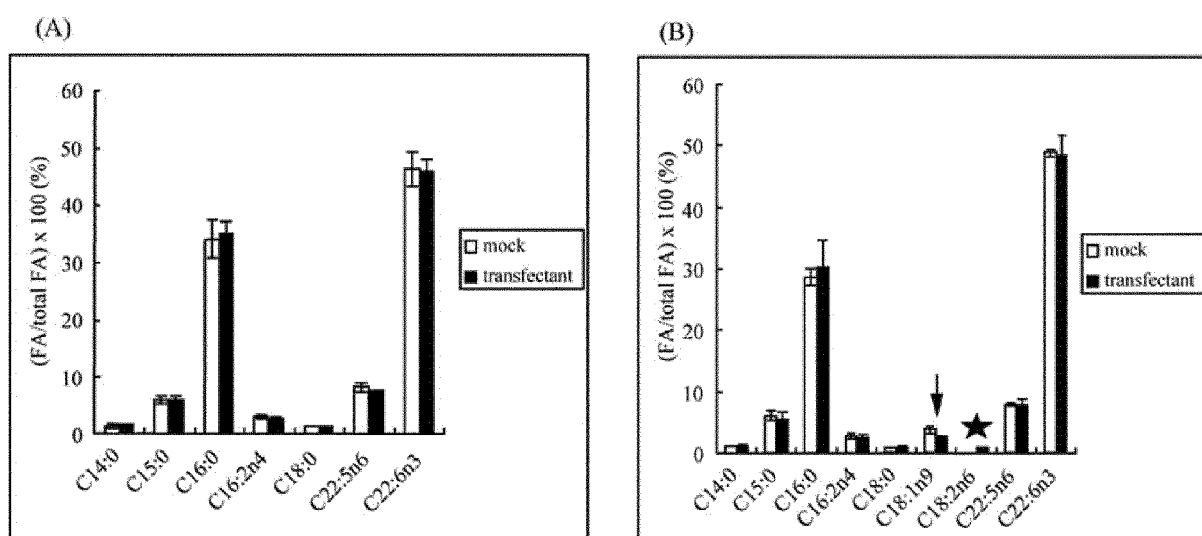 (A)
(FA/total FA) x 100 (%)
60
50
40
30
20
10
0
C14:0
C15:0
C16:0
C16:2n4
C18:0
C22:5n6
C22:6n3
mock
transfectant
(B)
(FA/total FA) x 100 (%)
60
50
40
30
20
10
0
C14:0
C15:0
C16:0
C16:2n4
C18:0
C18:1n9
C18:2n6
C22:5n6
C22:6n3
mock
transfectant